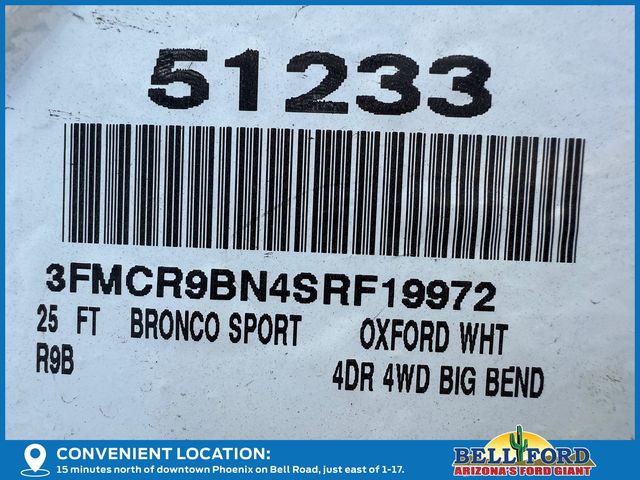 51233
3FMCR9BN4SRF19972
25 FT BRONCO SPORT OXFORD WHT
R9B 4DR 4WD BIG BEND
CONVENIENT LOCATION:
15 minutes north of downtown Phoenix on Bell Road, just east of 1-17.
BELL FORD
ARIZONA'S FORD GIANT